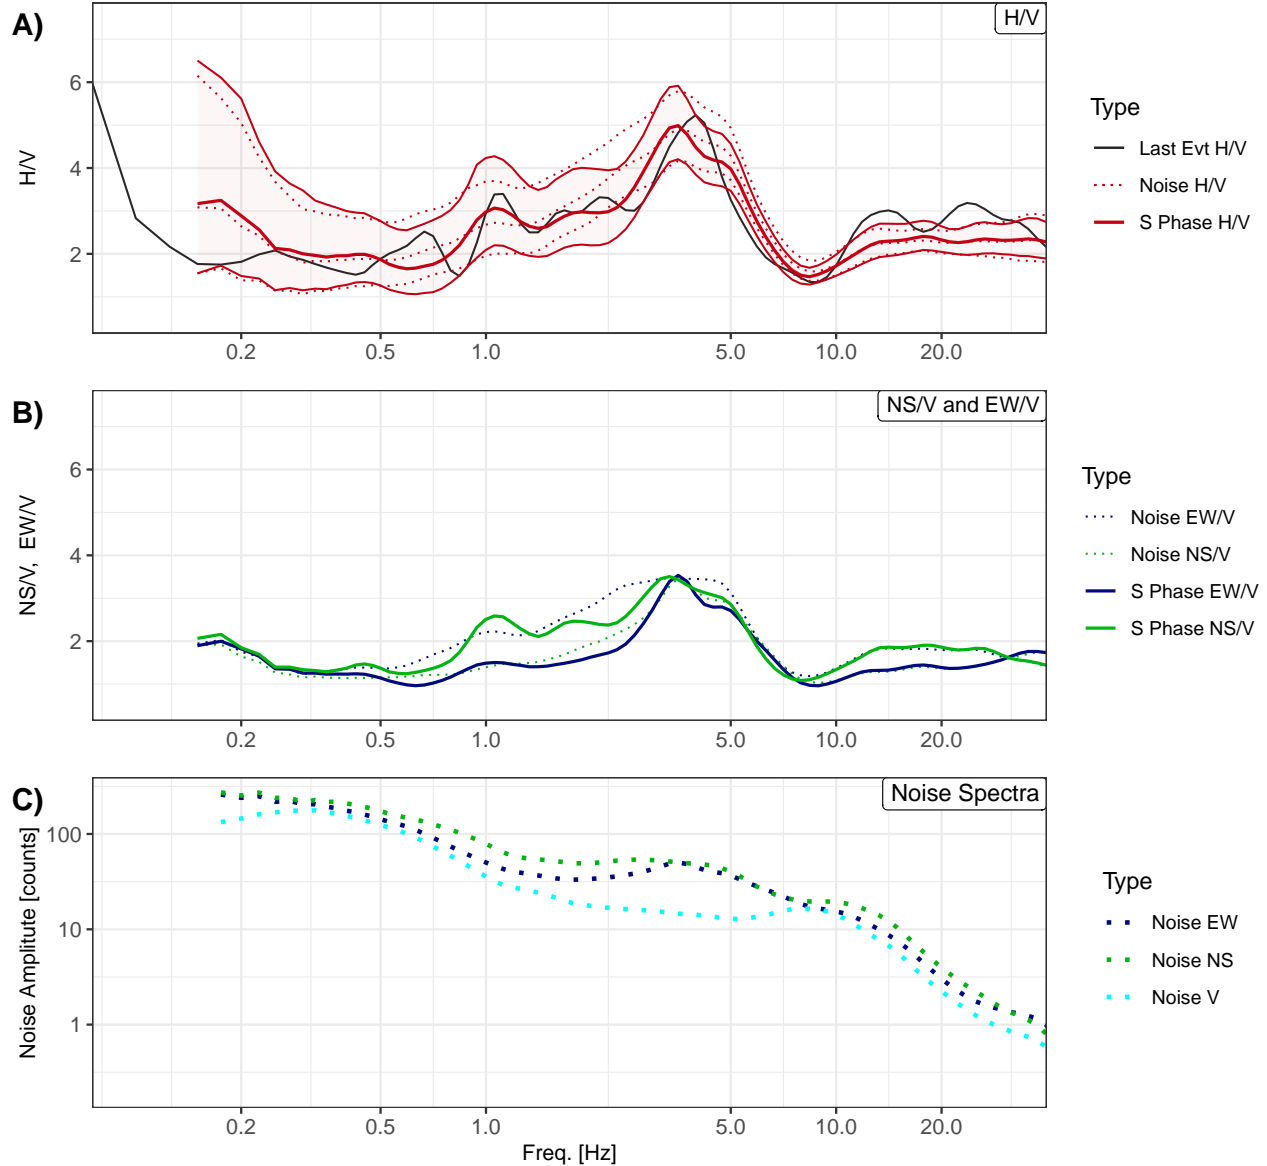 A)
H/V
H/V
6
4
2
0.2 0.5 1.0 5.0 10.0 20.0
Type
Last Evt H/V
Noise H/V
S Phase H/V
B)
NS/V and EW/V
NS/V, EW/V
6
4
2
0.2 0.5 1.0 5.0 10.0 20.0
Type
Noise EW/V
Noise NS/V
S Phase EW/V
S Phase NS/V
C)
Noise Spectra
Noise Amplitute [counts]
100
10
1
0.2 0.5 1.0 5.0 10.0 20.0
Freq. [Hz]
Type
Noise EW
Noise NS
Noise V